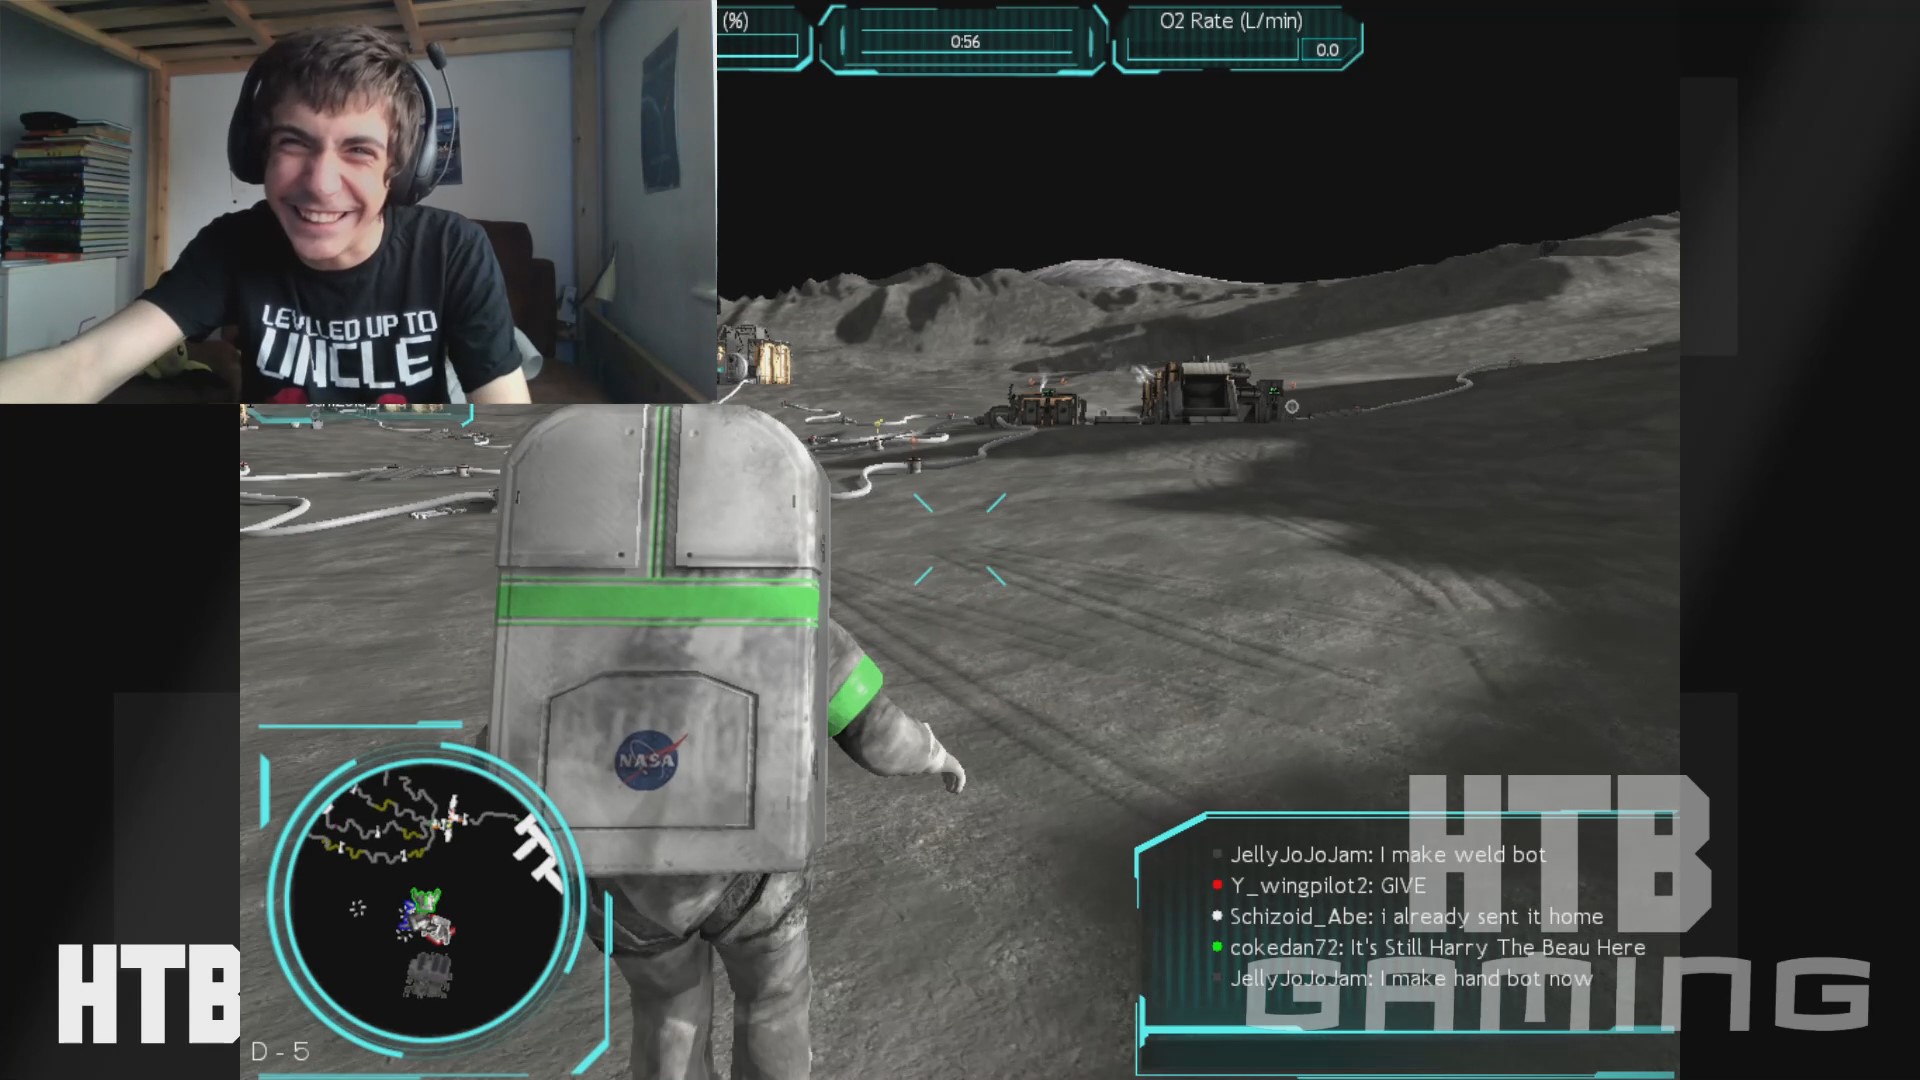 (%)
0:56
O2 Rate (L/min)
0.0
LEVELLED UP TO
UNCLE
NASA
JellyJoJoJam: I make weld bot
Y_wingpilot2: GIVE
Schizoid_Abe: i already sent it home
cokedan72: It's Still Harry The Beau Here
JellyJoJoJam: I make hand bot now
HTB
GAMING
HTB
D - 5